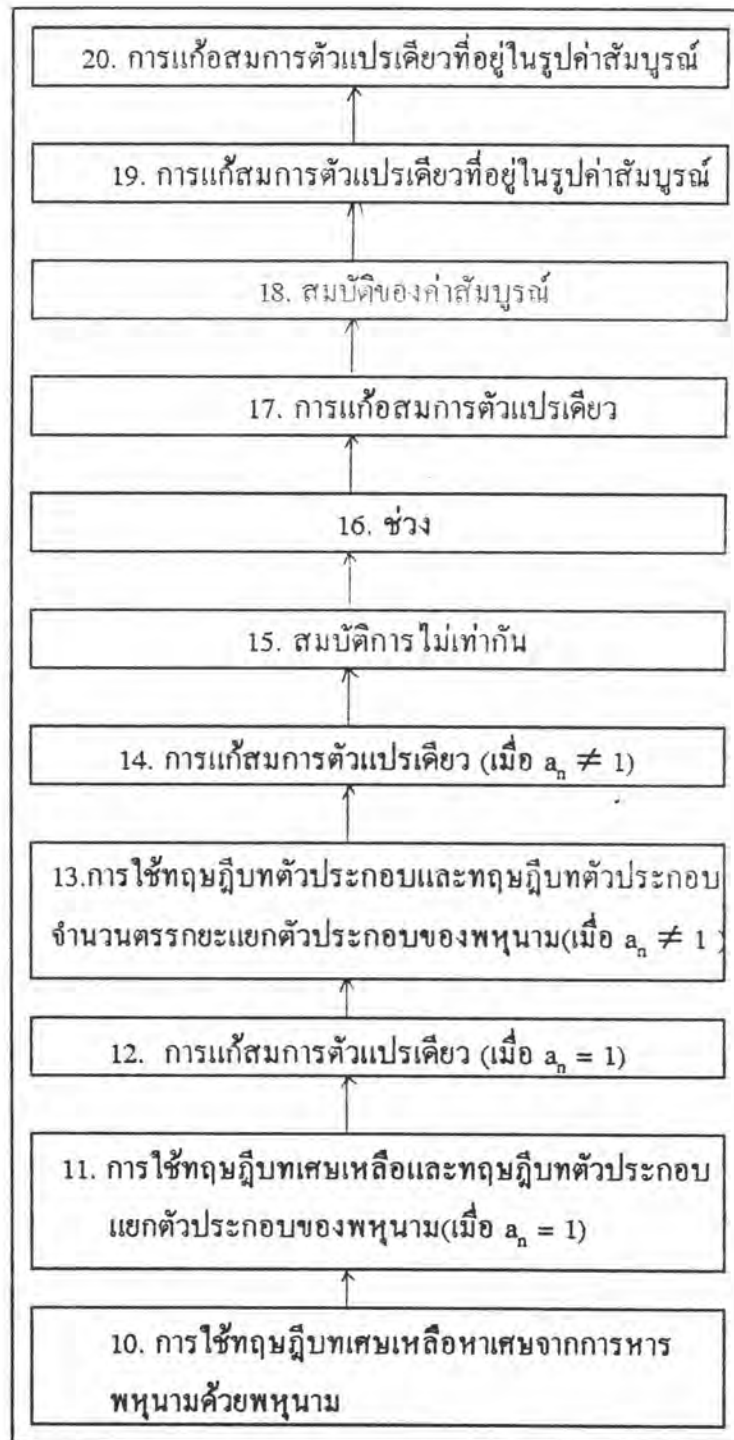 20. การแก้อสมการตัวแปรเดียวที่อยู่ในรูปค่าสัมบูรณ์
19. การแก้สมการตัวแปรเดียวที่อยู่ในรูปค่าสัมบูรณ์
18. สมบัติของค่าสัมบูรณ์
17. การแก้อสมการตัวแปรเดียว
16. ช่วง
15. สมบัติการไม่เท่ากัน
14. การแก้สมการตัวแปรเดียว (เมื่อ aₙ ≠ 1)
13.การใช้ทฤษฎีบทตัวประกอบและทฤษฎีบทตัวประกอบ
จำนวนตรรกยะแยกตัวประกอบของพหุนาม(เมื่อ aₙ ≠ 1 )
12. การแก้สมการตัวแปรเดียว (เมื่อ aₙ = 1)
11. การใช้ทฤษฎีบทเศษเหลือและทฤษฎีบทตัวประกอบ
แยกตัวประกอบของพหุนาม(เมื่อ aₙ = 1)
10. การใช้ทฤษฎีบทเศษเหลือหาเศษจากการหาร
พหุนามด้วยพหุนาม